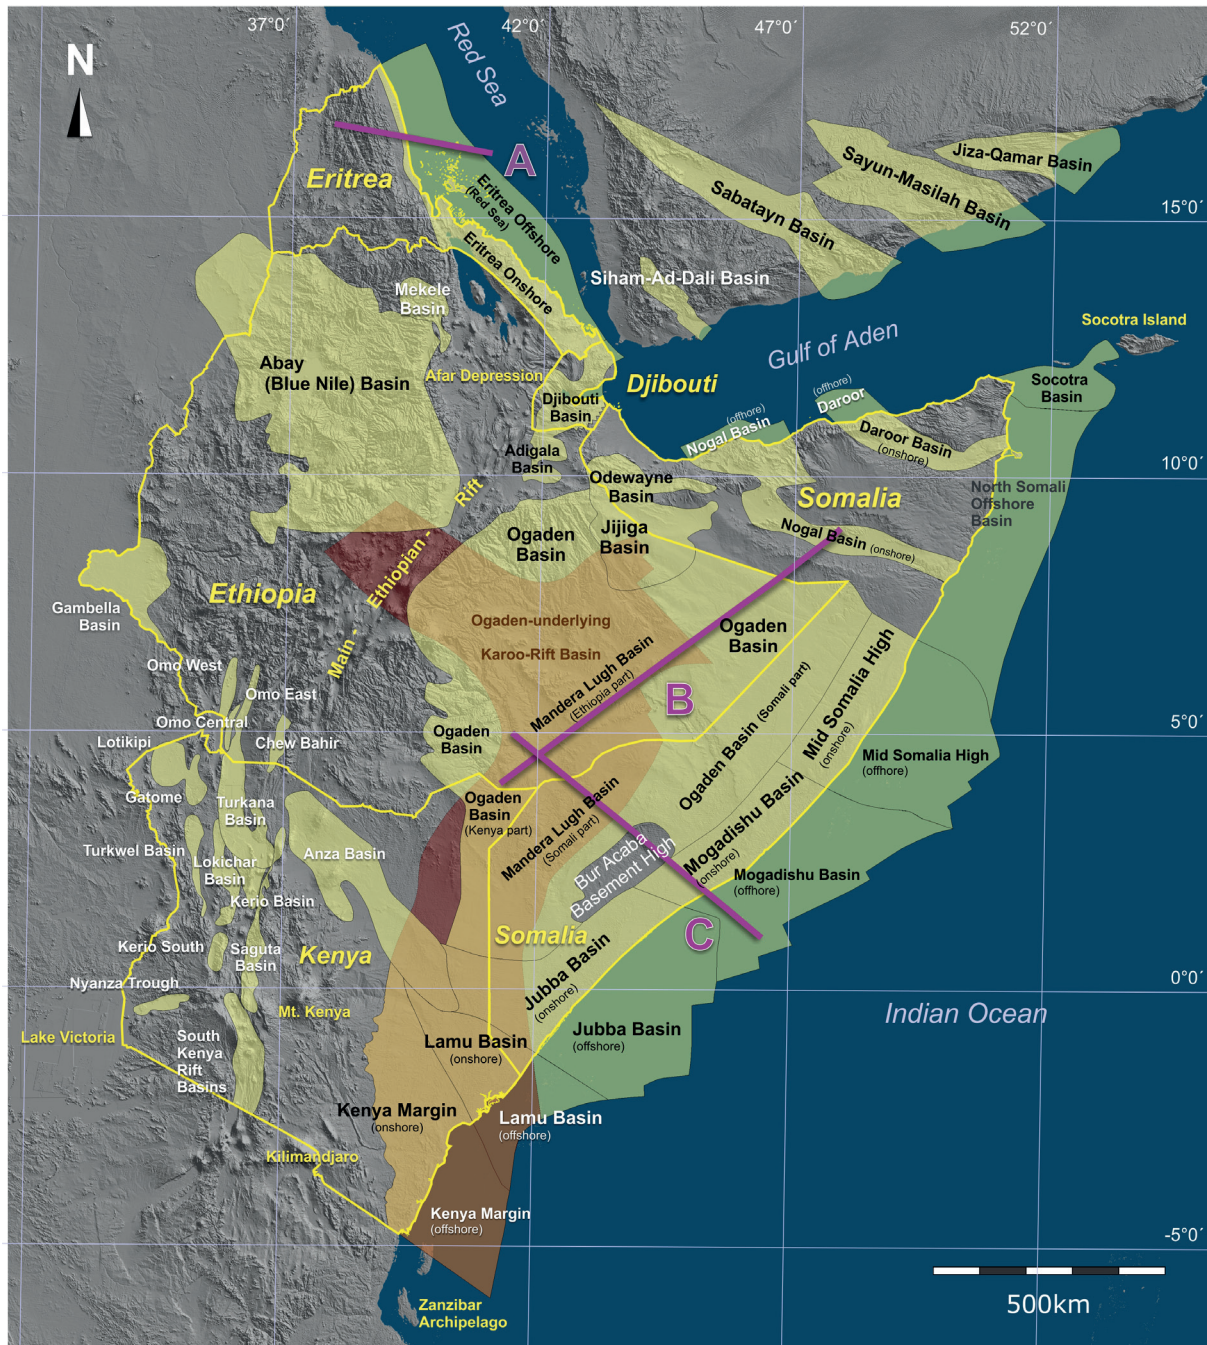 37°0´
42°0´
47°0´
52°0´
N
Red Sea
A
Eritrea
Eritrea Offshore
(Red Sea)
Eritrea Onshore
Jiza-Qamar Basin
Sayun-Masilah Basin
Sabatayn Basin
15°0´
Siham-Ad-Dali Basin
Mekele
Basin
Socotra Island
Gulf of Aden
Abay
(Blue Nile) Basin
Afar Depression
Djibouti
Djibouti
Basin
(offhore)
Daroor
Socotra
Basin
(offhore)
Nogal Basin
Daroor Basin
(onshore)
Adigala
Basin
10°0´
Odewayne
Basin
Somalia
North Somali
Offshore
Basin
Ogaden
Basin
Jijiga
Basin
Nogal Basin (onshore)
Main - Ethiopian - Rift
Ethiopia
Gambella
Basin
Ogaden-underlying
Karoo-Rift Basin
Ogaden
Basin
Mandera Lugh Basin
(Ethiopia part)
B
Omo West
Omo East
Omo Central
Chew Bahir
Ogaden
Basin
Ogaden Basin (Somali part)
Mid Somalia High
(onshore)
5°0´
Mid Somalia High
(offhore)
Lotikipi
Gatome
Turkana
Basin
Ogaden
Basin
(Kenya part)
Mandera Lugh Basin
(Somali part)
Mogadishu Basin
(onshore)
Turkwel Basin
Lokichar
Basin
Anza Basin
Bur Acaba
Basement High
Mogadishu Basin
(offhore)
Kerio Basin
C
Kerio South
Saguta
Basin
Kenya
Somalia
Jubba Basin
(onshore)
0°0´
Nyanza Trough
Mt. Kenya
Indian Ocean
Lake Victoria
South
Kenya
Rift
Basins
Lamu Basin
(onshore)
Jubba Basin
(offshore)
Kenya Margin
(onshore)
Lamu Basin
(offshore)
Kilimandjaro
Kenya Margin
(offshore)
-5°0´
Zanzibar
Archipelago
500km